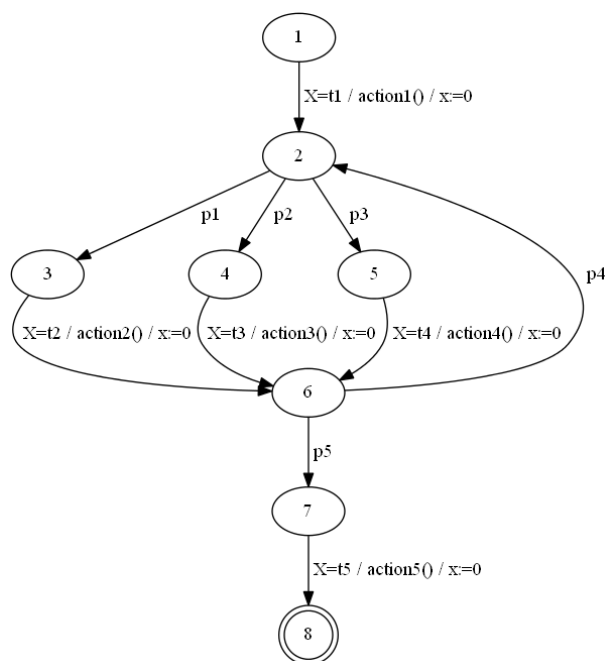 1
X=t1 / action1() / x:=0
2
p1
p2
p3
3
4
5
p4
X=t2 / action2() / x:=0
X=t3 / action3() / x:=0
X=t4 / action4() / x:=0
6
p5
7
X=t5 / action5() / x:=0
8